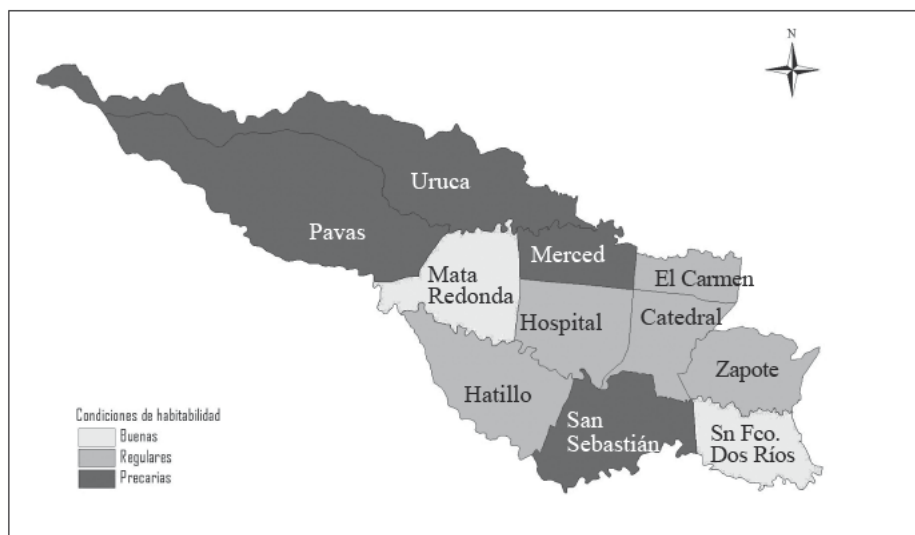 N
Uruca
Pavas
Merced
El Carmen
Mata
Redonda
Hospital
Catedral
Zapote
Hatillo
San
Sebastián
Sn Fco.
Dos Ríos
Condiciones de habitabilidad
Buenas
Regulares
Precarias